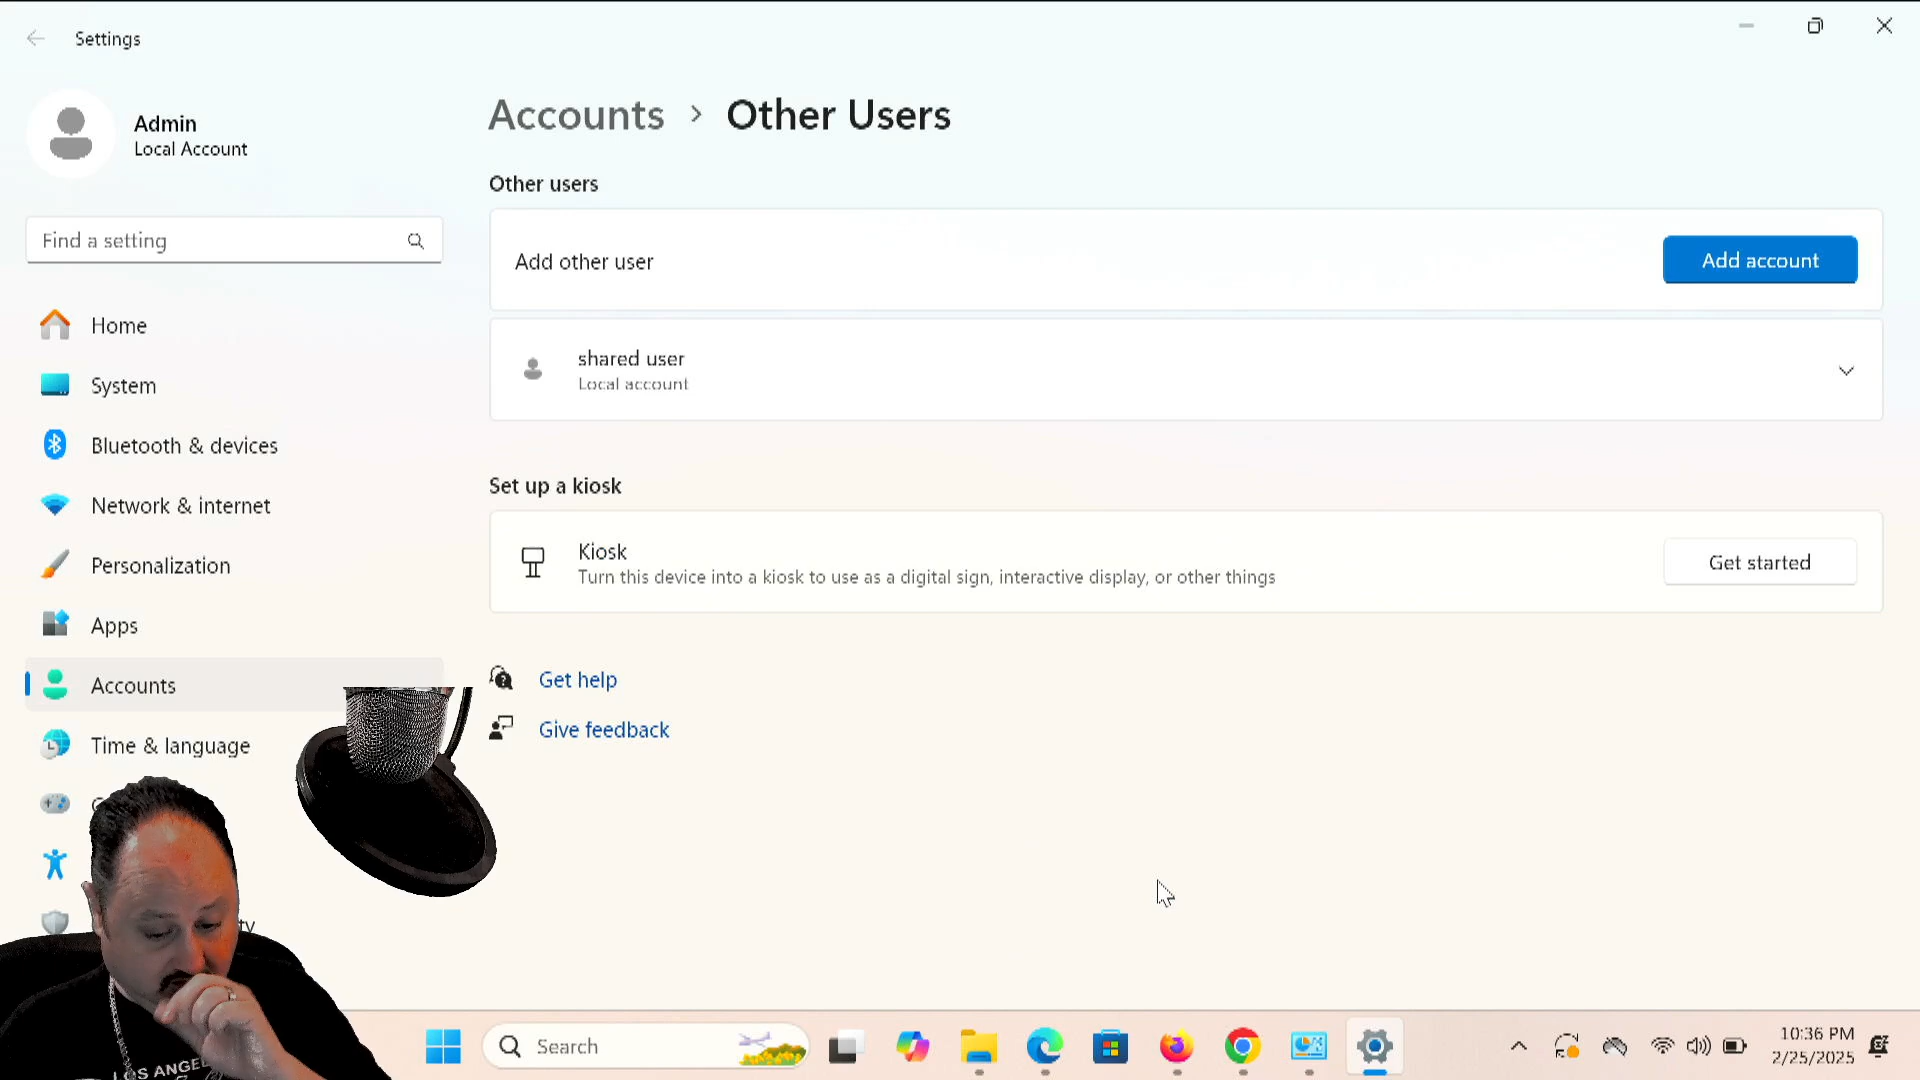 Settings
Admin
Local Account
Find a setting
Home
System
Bluetooth & devices
Network & internet
Personalization
Apps
Accounts
Time & language
Accounts > Other Users
Other users
Add other user
Add account
shared user
Local account
Set up a kiosk
Kiosk
Turn this device into a kiosk to use as a digital sign, interactive display, or other things
Get started
Get help
Give feedback
Search
10:36 PM
2/25/2025